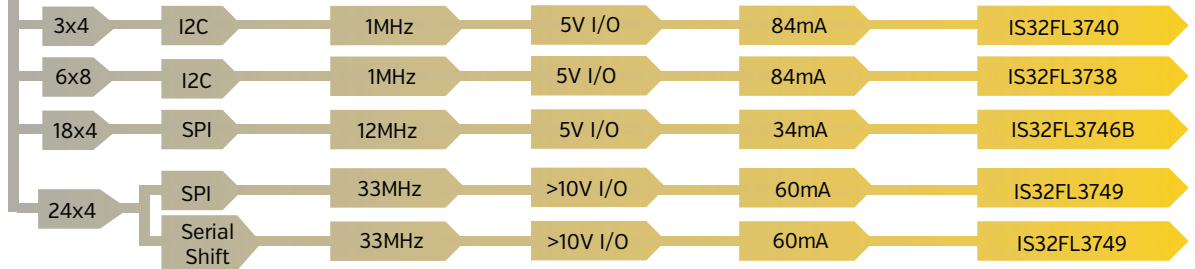 3x4 I2C 1MHz 5V I/O 84mA IS32FL3740
6x8 I2C 1MHz 5V I/O 84mA IS32FL3738
18x4 SPI 12MHz 5V I/O 34mA IS32FL3746B
24x4
SPI 33MHz >10V I/O 60mA IS32FL3749
Serial
Shift
33MHz >10V I/O 60mA IS32FL3749